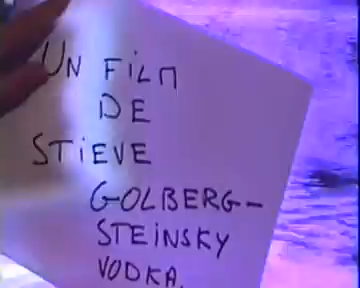 UN FILM
DE
STIEVE
GOLBERG-
STEINSKY
VODKA.